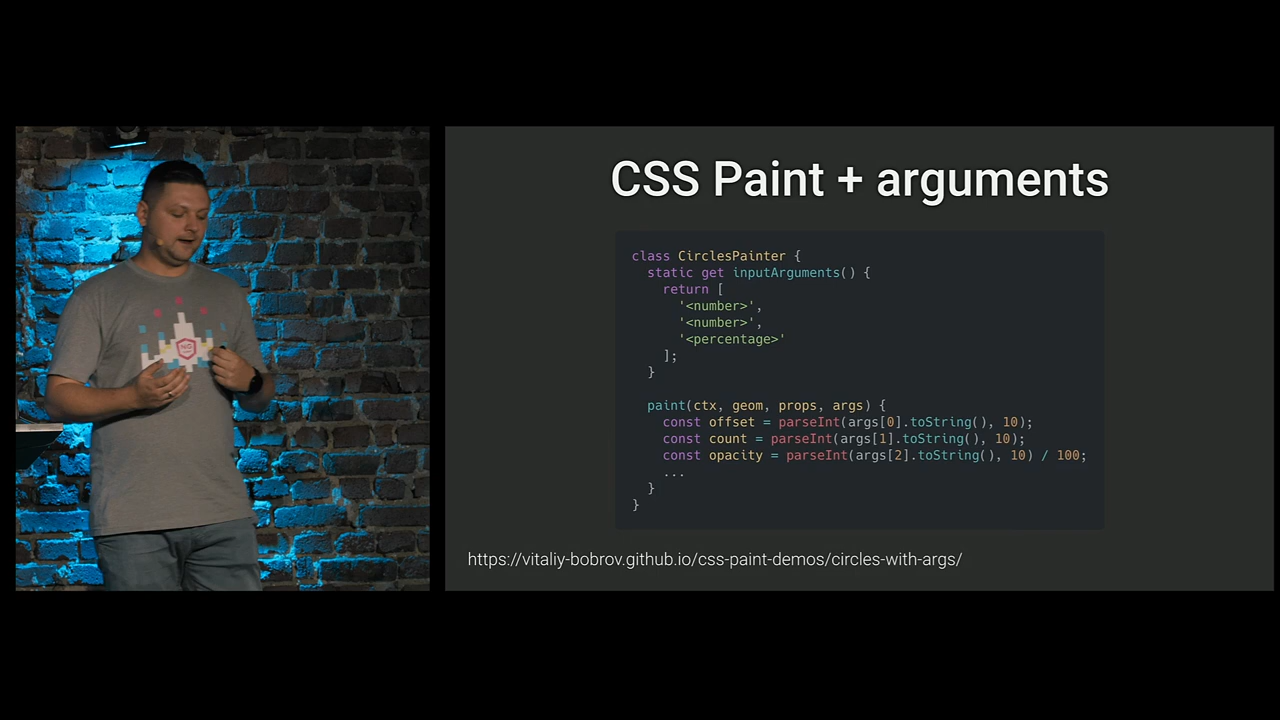 CSS Paint + arguments
class CirclesPainter {
  static get inputArguments() {
    return [
      '<number>',
      '<number>',
      '<percentage>'
    ];
  }

  paint(ctx, geom, props, args) {
    const offset = parseInt(args[0].toString(), 10);
    const count = parseInt(args[1].toString(), 10);
    const opacity = parseInt(args[2].toString(), 10) / 100;
    ...
  }
}
https://vitaliy-bobrov.github.io/css-paint-demos/circles-with-args/